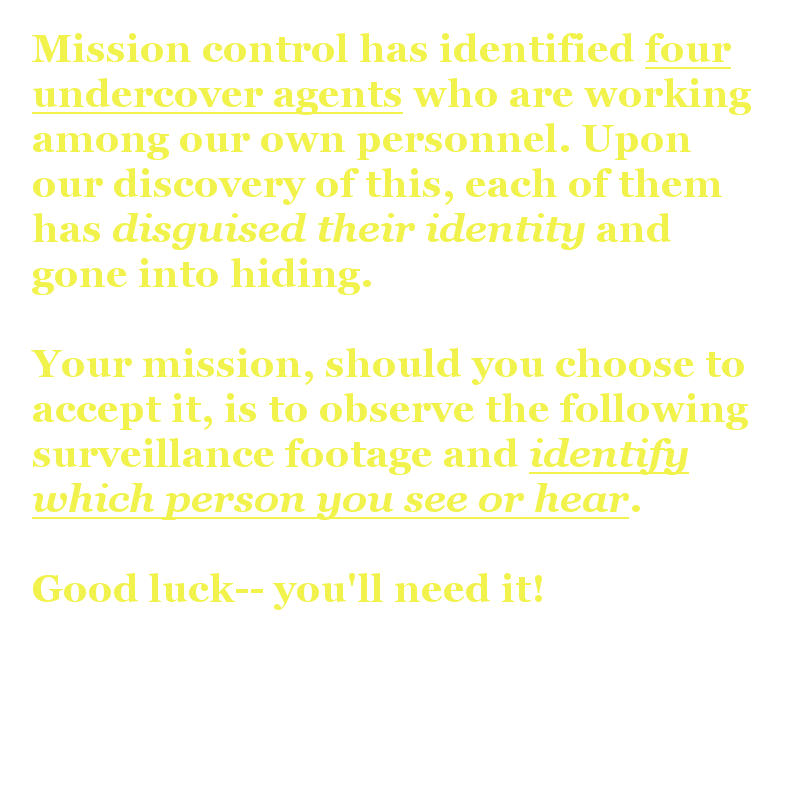 Mission control has identified four
undercover agents who are working
among our own personnel. Upon
our discovery of this, each of them
has disguised their identity and
gone into hiding.
Your mission, should you choose to
accept it, is to observe the following
surveillance footage and identify
which person you see or hear.
Good luck-- you'll need it!